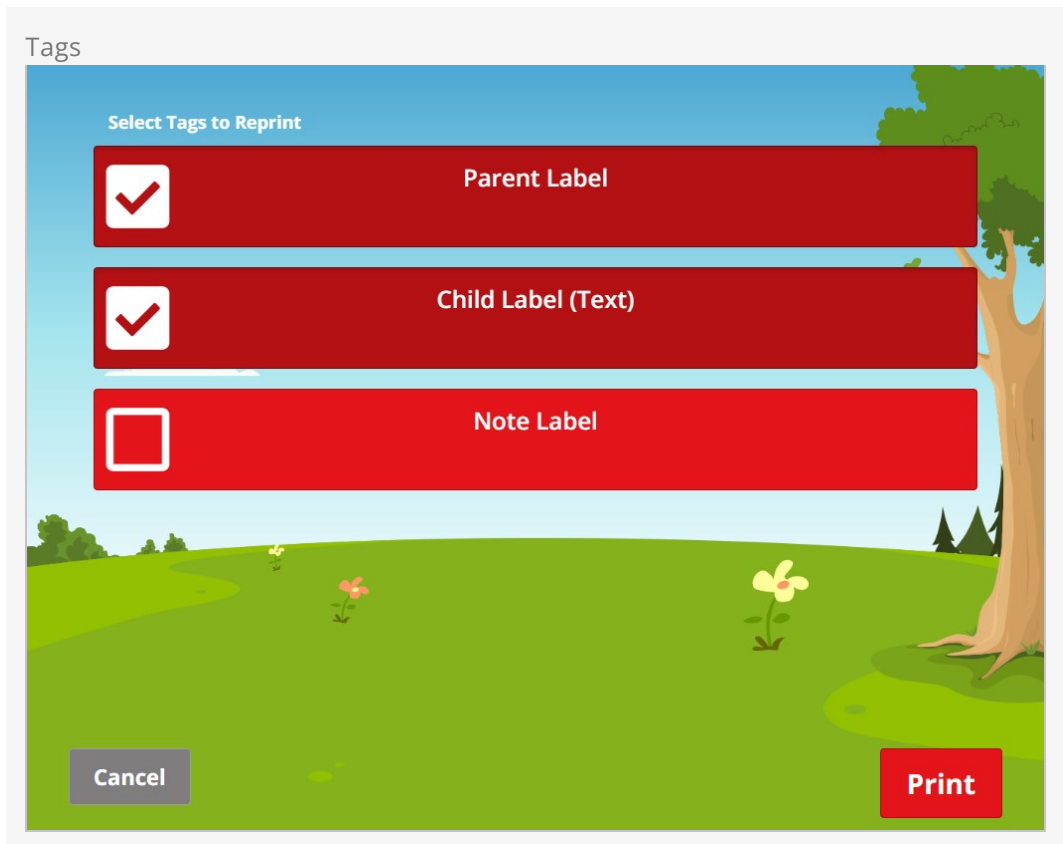 Tags
Select Tags to Reprint
Parent Label
Child Label (Text)
Note Label
Cancel
Print